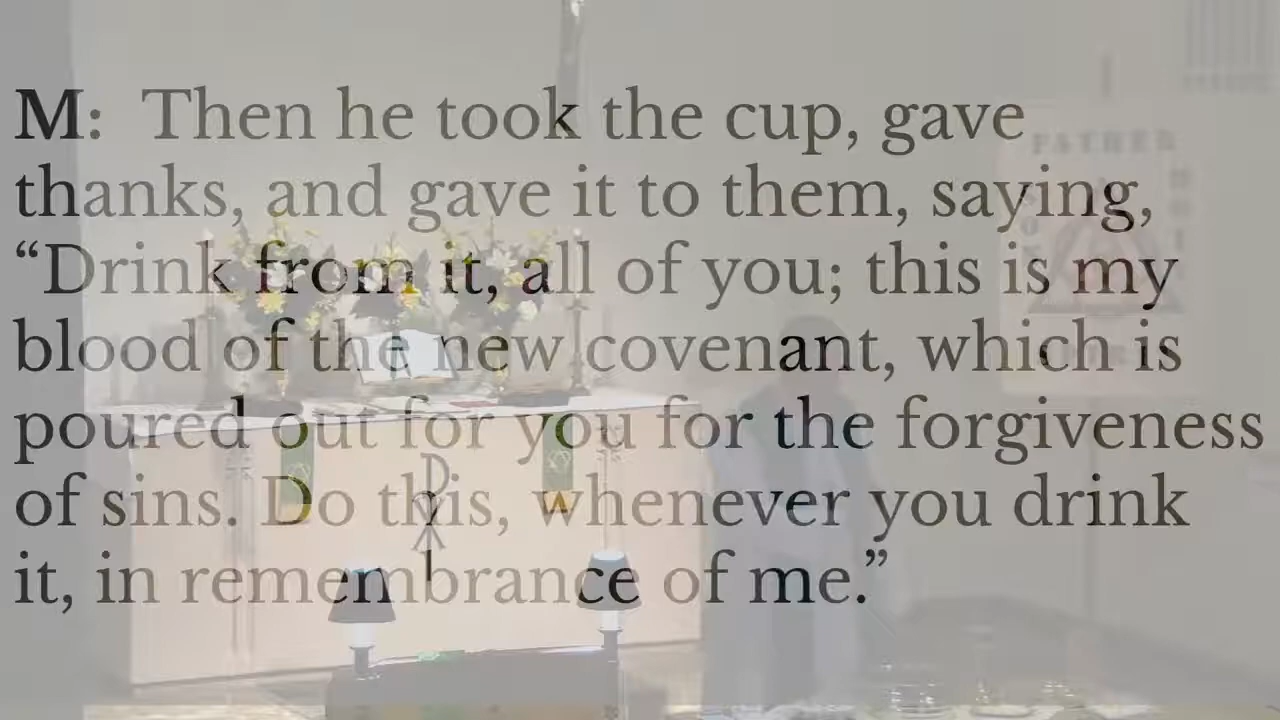 M: Then he took the cup, gave
thanks, and gave it to them, saying,
“Drink from it, all of you; this is my
blood of the new covenant, which is
poured out for you for the forgiveness
of sins. Do this, whenever you drink
it, in remembrance of me.”
FATHER